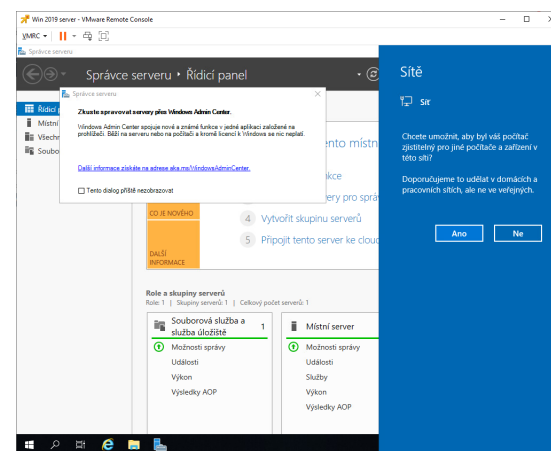 Win 2019 server - VMware Remote Console
VMRC
Správce serveru
Správce serveru • Řídicí panel
Řídicí p
Místní
Všechr
Soubo
Správce serveru
Zkuste spravovat servery přes Windows Admin Center.
Windows Admin Center spojuje nové a známé funkce v jedné aplikaci založené na
prohlížeči. Běží na serveru nebo na počítači a kromě licencí k Windows se nic neplatí.
Další informace získáte na adrese aka.ms/WindowsAdminCenter.
Tento dialog příště nezobrazovat
ento místn
kce
very pro sprá
CO JE NOVÉHO
4 Vytvořit skupinu serverů
5 Připojit tento server ke cloud
DALŠÍ
INFORMACE
Role a skupiny serverů
Role: 1 | Skupiny serverů: 1 | Celkový počet serverů: 1
Souborová služba a
služba úložiště
1
Možnosti správy
Události
Výkon
Výsledky AOP
Místní server
Možnosti správy
Události
Služby
Výkon
Výsledky AOP
Sítě
Síť
Chcete umožnit, aby byl váš počítač
zjistitelný pro jiné počítače a zařízení v
této síti?
Doporučujeme to udělat v domácích a
pracovních sítích, ale ne ve veřejných.
Ano
Ne